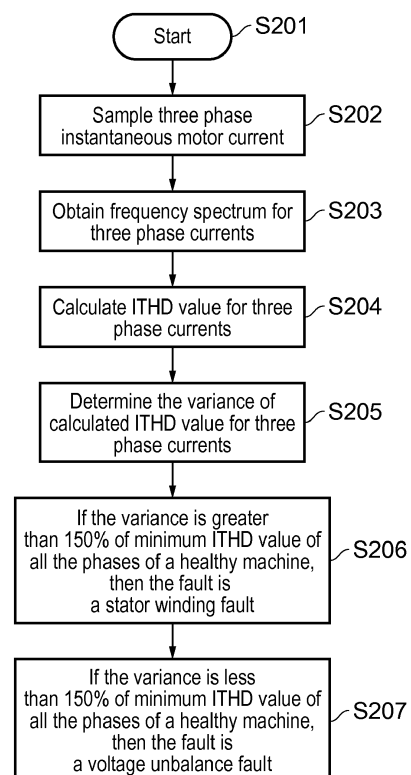 Start
S201
Sample three phase
instantaneous motor current
S202
Obtain frequency spectrum for
three phase currents
S203
Calculate ITHD value for three
phase currents
S204
Determine the variance of
calculated ITHD value for three
phase currents
S205
If the variance is greater
than 150% of minimum ITHD value of
all the phases of a healthy machine,
then the fault is
a stator winding fault
S206
If the variance is less
than 150% of minimum ITHD value of
all the phases of a healthy machine,
then the fault is
a voltage unbalance fault
S207